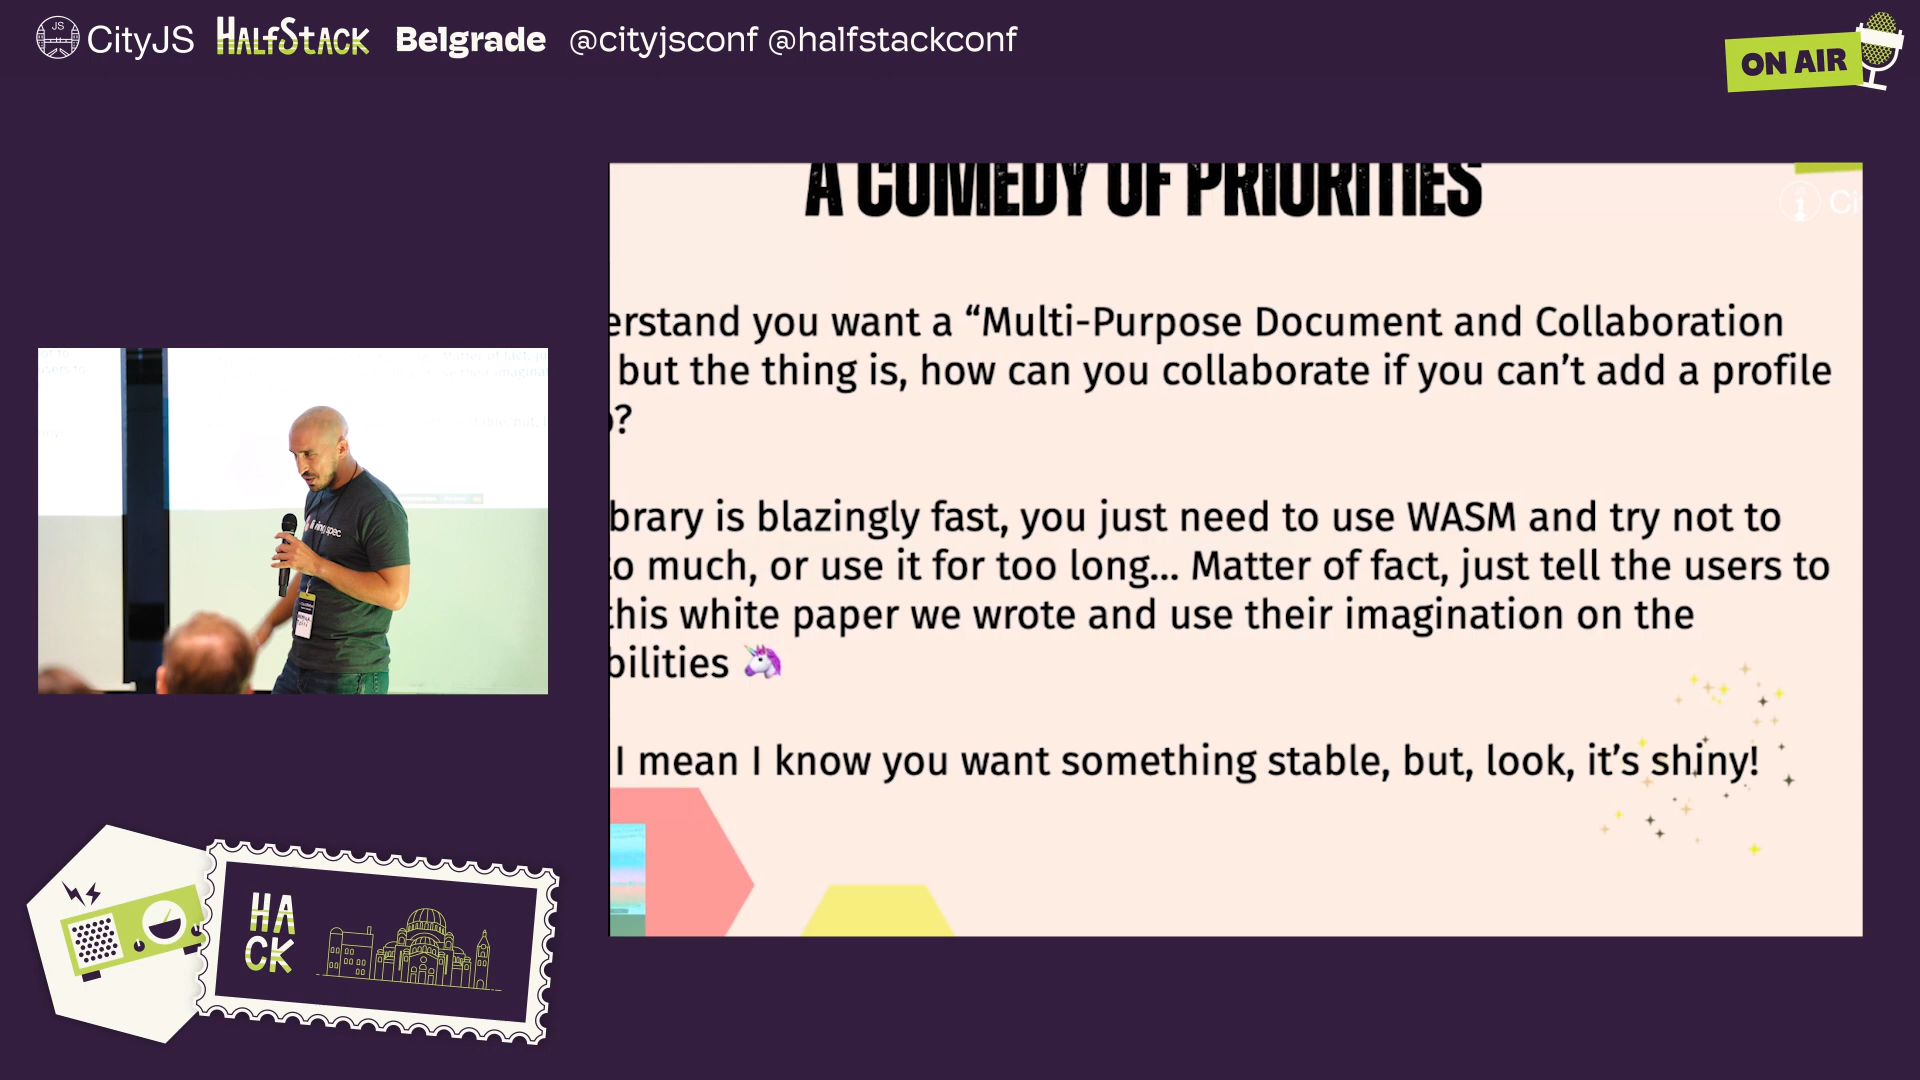 JS CityJS HALFSTACK Belgrade @cityjsconf @halfstackconf
ON AIR
A COMEDY OF PRIORITIES
erstand you want a “Multi-Purpose Document and Collaboration
but the thing is, how can you collaborate if you can’t add a profile
?
brary is blazingly fast, you just need to use WASM and try not to
to much, or use it for too long... Matter of fact, just tell the users to
this white paper we wrote and use their imagination on the
bilities 🦄
I mean I know you want something stable, but, look, it’s shiny!
HA
CK